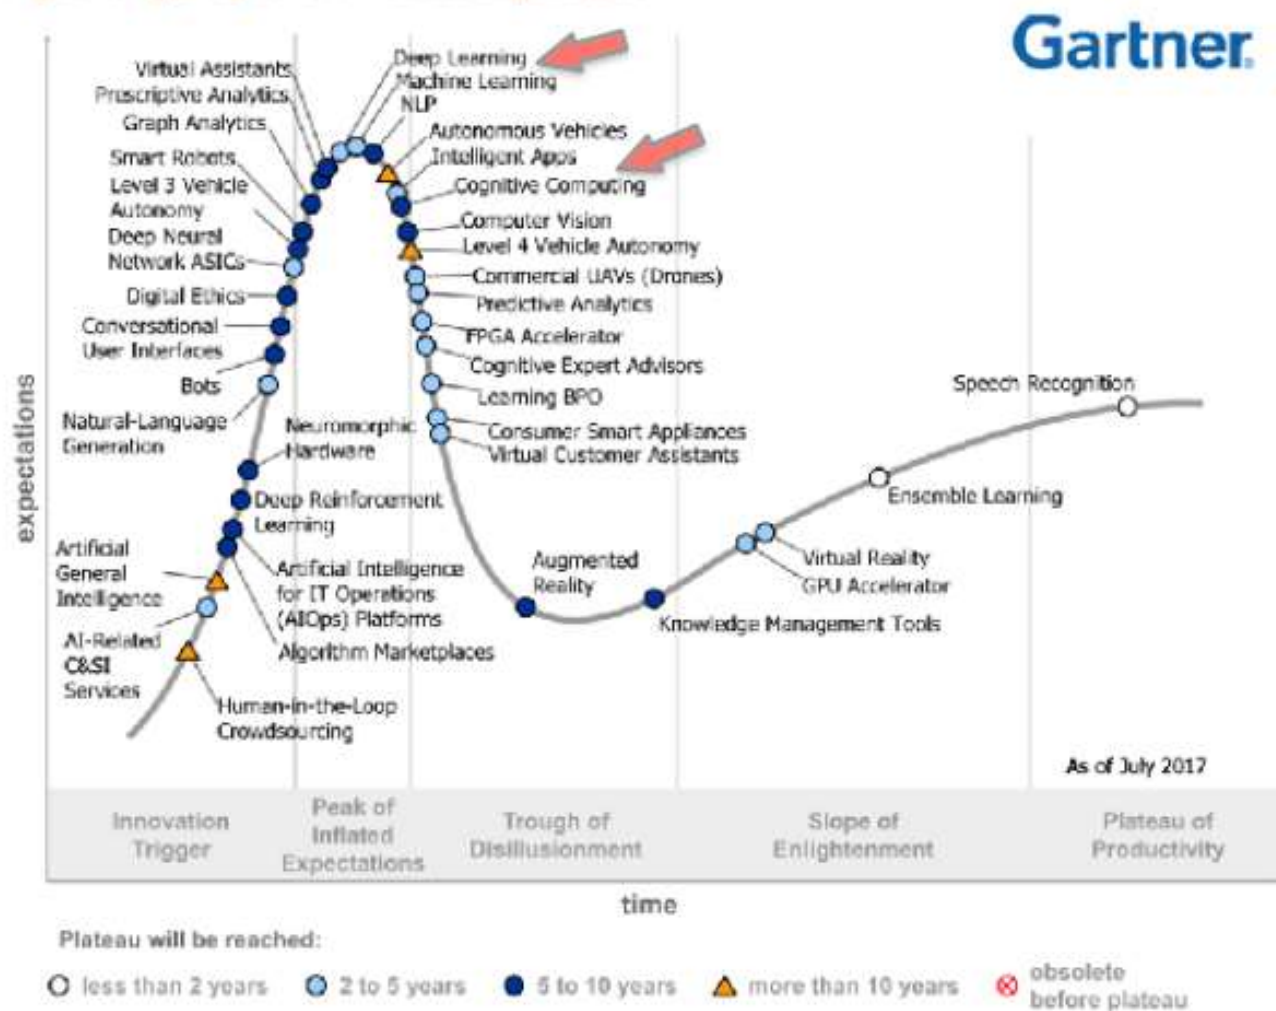 Gartner.
Deep Learning
Machine Learning
NLP
Autonomous Vehicles
Intelligent Apps
Cognitive Computing
Computer Vision
Level 4 Vehicle Autonomy
Commercial UAVs (Drones)
Predictive Analytics
FPGA Accelerator
Cognitive Expert Advisors
Learning BPO
Consumer Smart Appliances
Virtual Customer Assistants
Virtual Assistants
Prescriptive Analytics
Graph Analytics
Smart Robots
Level 3 Vehicle
Autonomy
Deep Neural
Network ASICs
Digital Ethics
Conversational
User Interfaces
Bots
Natural-Language
Generation
Neuromorphic
Hardware
Deep Reinforcement
Learning
Artificial
General
Intelligence
Artificial Intelligence
for IT Operations
(AIOps) Platforms
AI-Related
C&SI
Services
Algorithm Marketplaces
Human-in-the-Loop
Crowdsourcing
Augmented
Reality
Knowledge Management Tools
Virtual Reality
GPU Accelerator
Ensemble Learning
Speech Recognition
expectations
As of July 2017
Innovation
Trigger
Peak of
Inflated
Expectations
Trough of
Disillusionment
Slope of
Enlightenment
Plateau of
Productivity
time
Plateau will be reached:
less than 2 years
2 to 5 years
5 to 10 years
more than 10 years
obsolete
before plateau